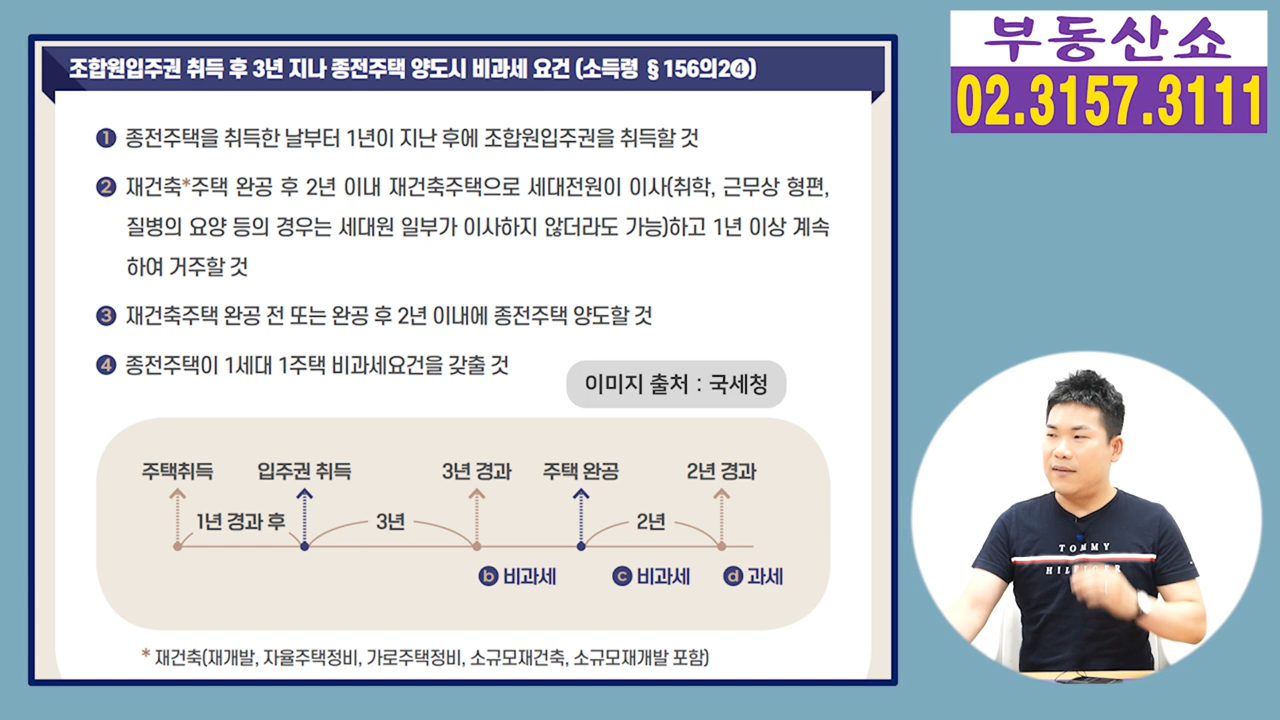 부동산쇼
02.3157.3111
조합원입주권 취득 후 3년 지나 종전주택 양도시 비과세 요건 (소득령 §156의2❹)
❶ 종전주택을 취득한 날부터 1년이 지난 후에 조합원입주권을 취득할 것
❷ 재건축*주택 완공 후 2년 이내 재건축주택으로 세대전원이 이사(취학, 근무상 형편,
질병의 요양 등의 경우는 세대원 일부가 이사하지 않더라도 가능)하고 1년 이상 계속
하여 거주할 것
❸ 재건축주택 완공 전 또는 완공 후 2년 이내에 종전주택 양도할 것
❹ 종전주택이 1세대 1주택 비과세요건을 갖출 것
이미지 출처 : 국세청
주택취득 입주권 취득 3년 경과 주택 완공 2년 경과
1년 경과 후 3년 2년
ⓑ 비과세 ⓒ 비과세 ⓓ 과세
* 재건축(재개발, 자율주택정비, 가로주택정비, 소규모재건축, 소규모재개발 포함)
TOMMY
HILFIGER